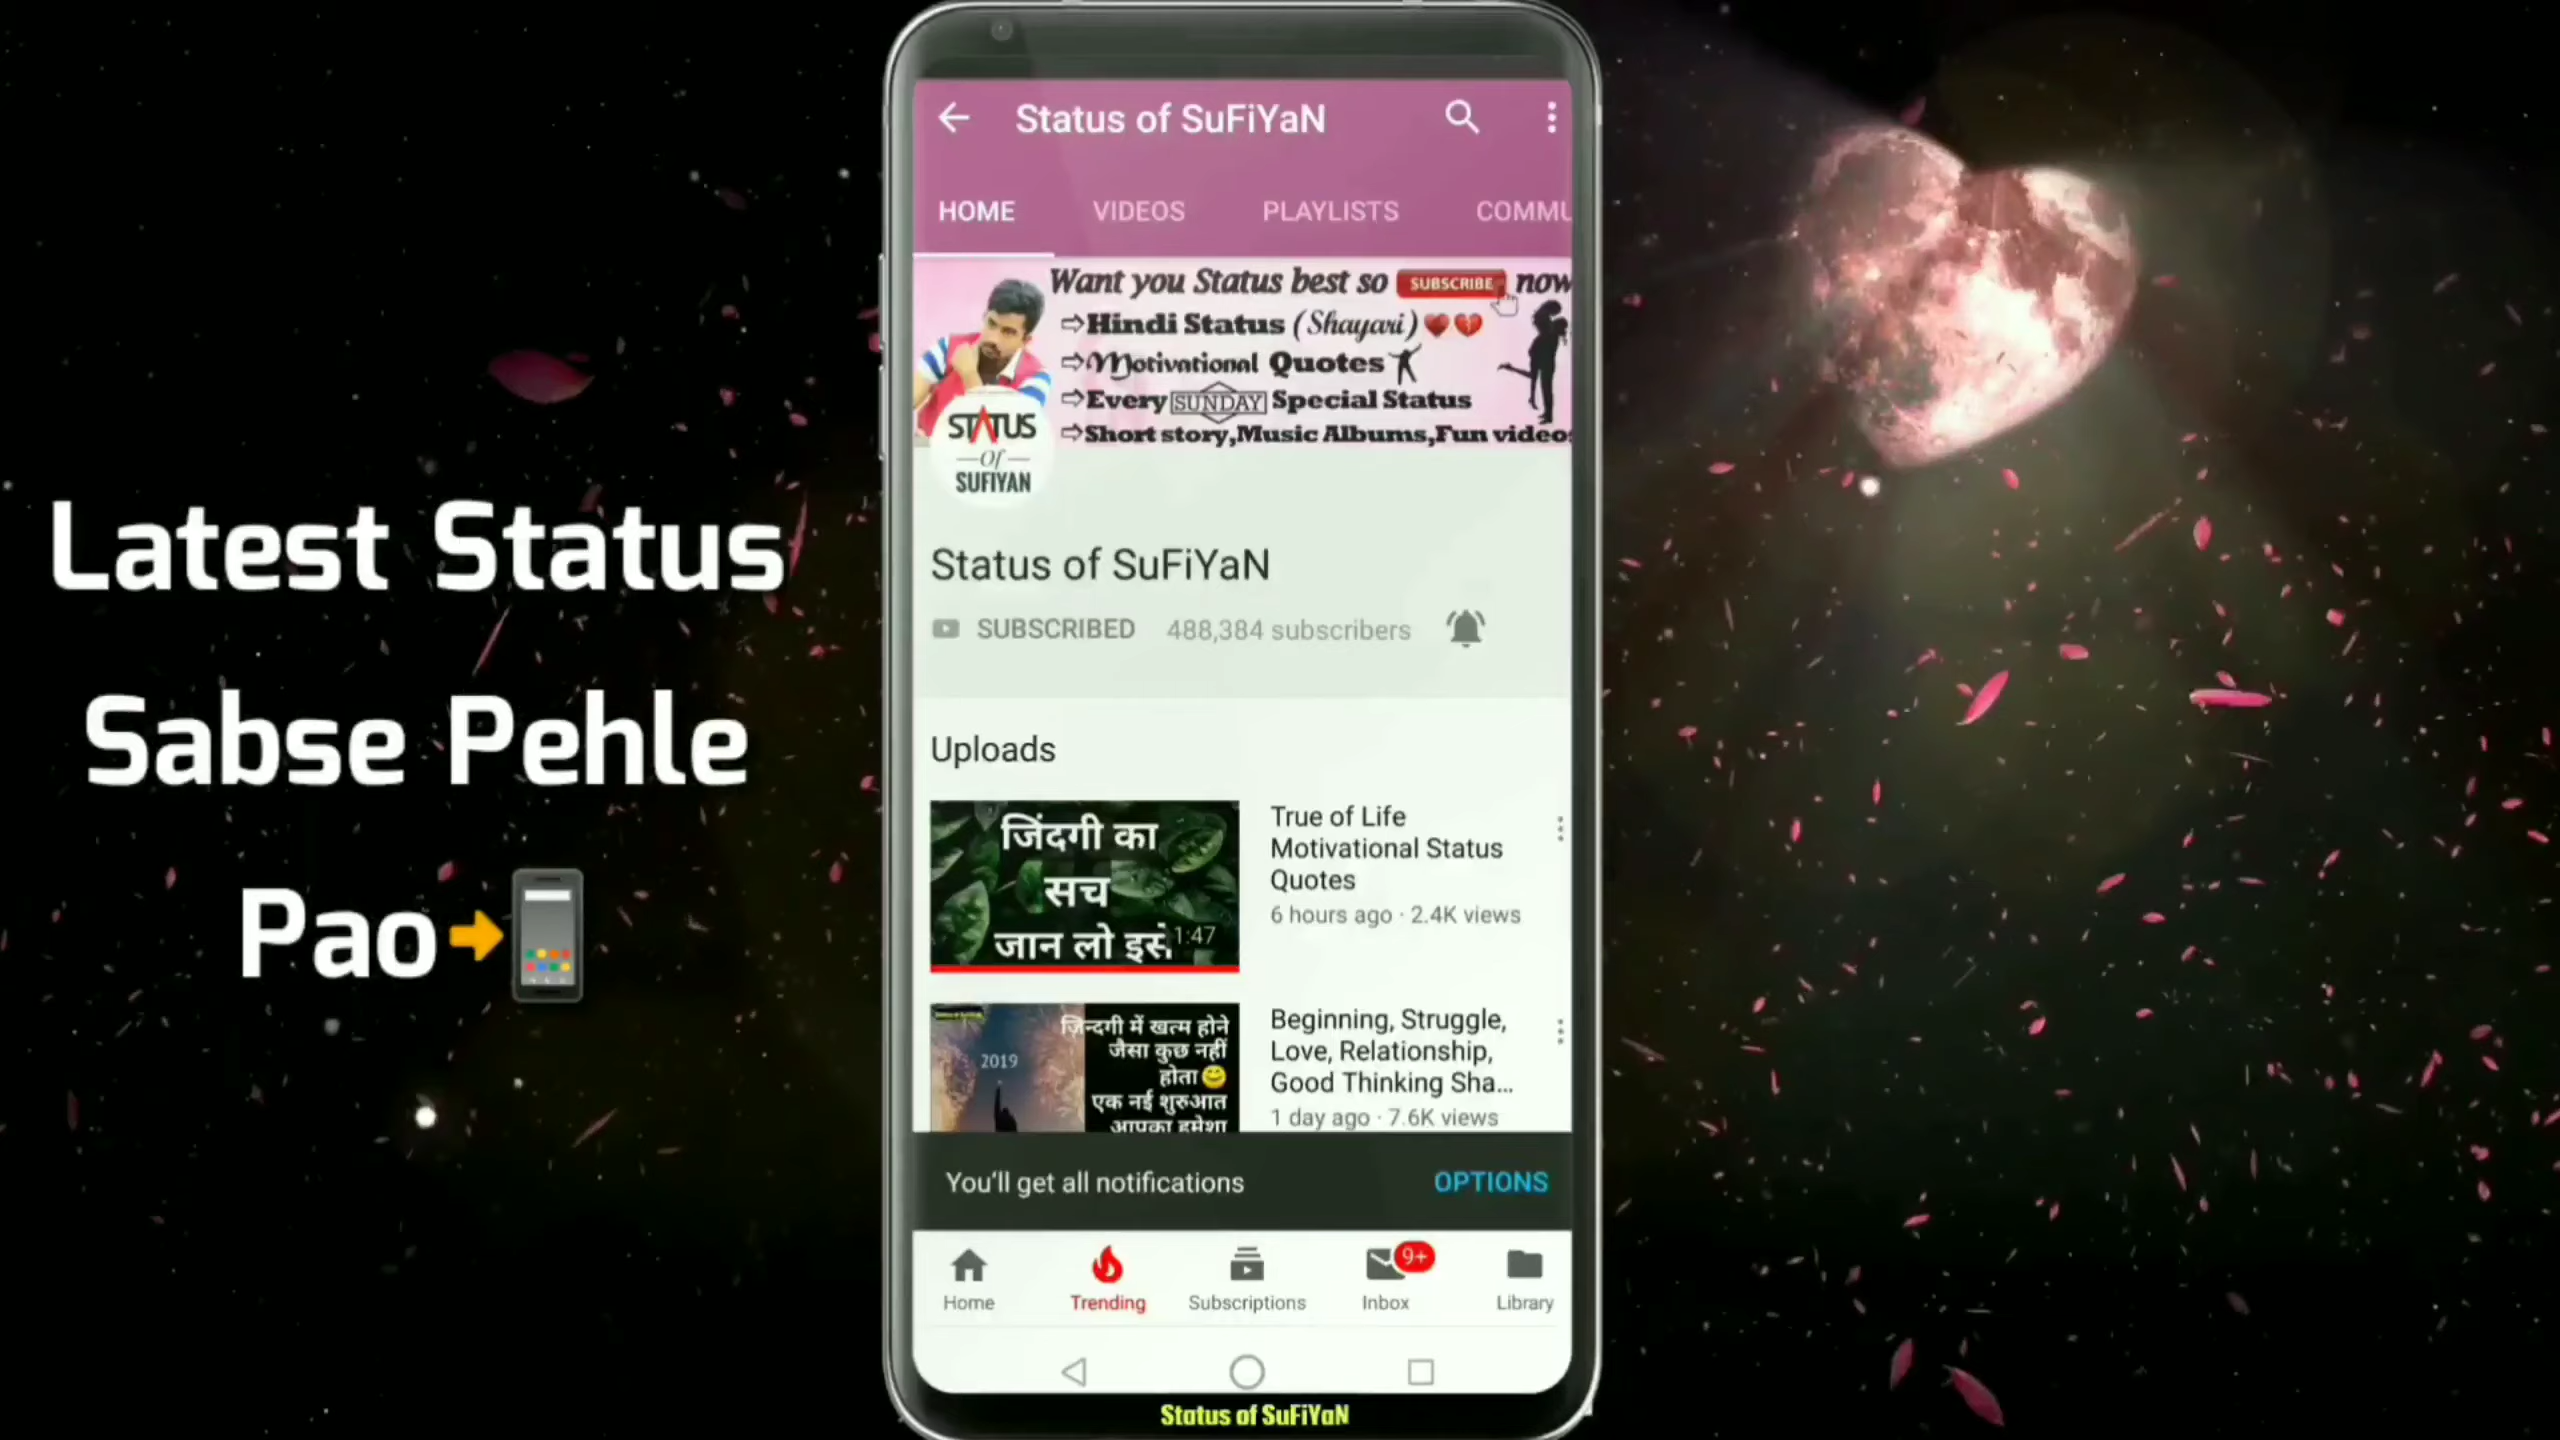 Latest Status
Sabse Pehle
Pao
Status of SuFiYaN
HOME VIDEOS PLAYLISTS COMMU
Want you Status best so SUBSCRIBE now
Hindi Status (Shayari)
Motivational Quotes
Every SUNDAY Special Status
Short story,Music Albums,Fun videos
STATUS
Of
SUFIYAN
Status of SuFiYaN
SUBSCRIBED 488,384 subscribers
Uploads
जिंदगी का
सच
जान लो इसे
1:47
True of Life
Motivational Status
Quotes
6 hours ago · 2.4K views
2019
ज़िन्दगी में खत्म होने
जैसा कुछ नहीं
होता
एक नई शुरुआत
आपका हमेशा
Beginning, Struggle,
Love, Relationship,
Good Thinking Sha...
1 day ago · 7.6K views
You'll get all notifications OPTIONS
9+
Home Trending Subscriptions Inbox Library
Status of SuFiYaN